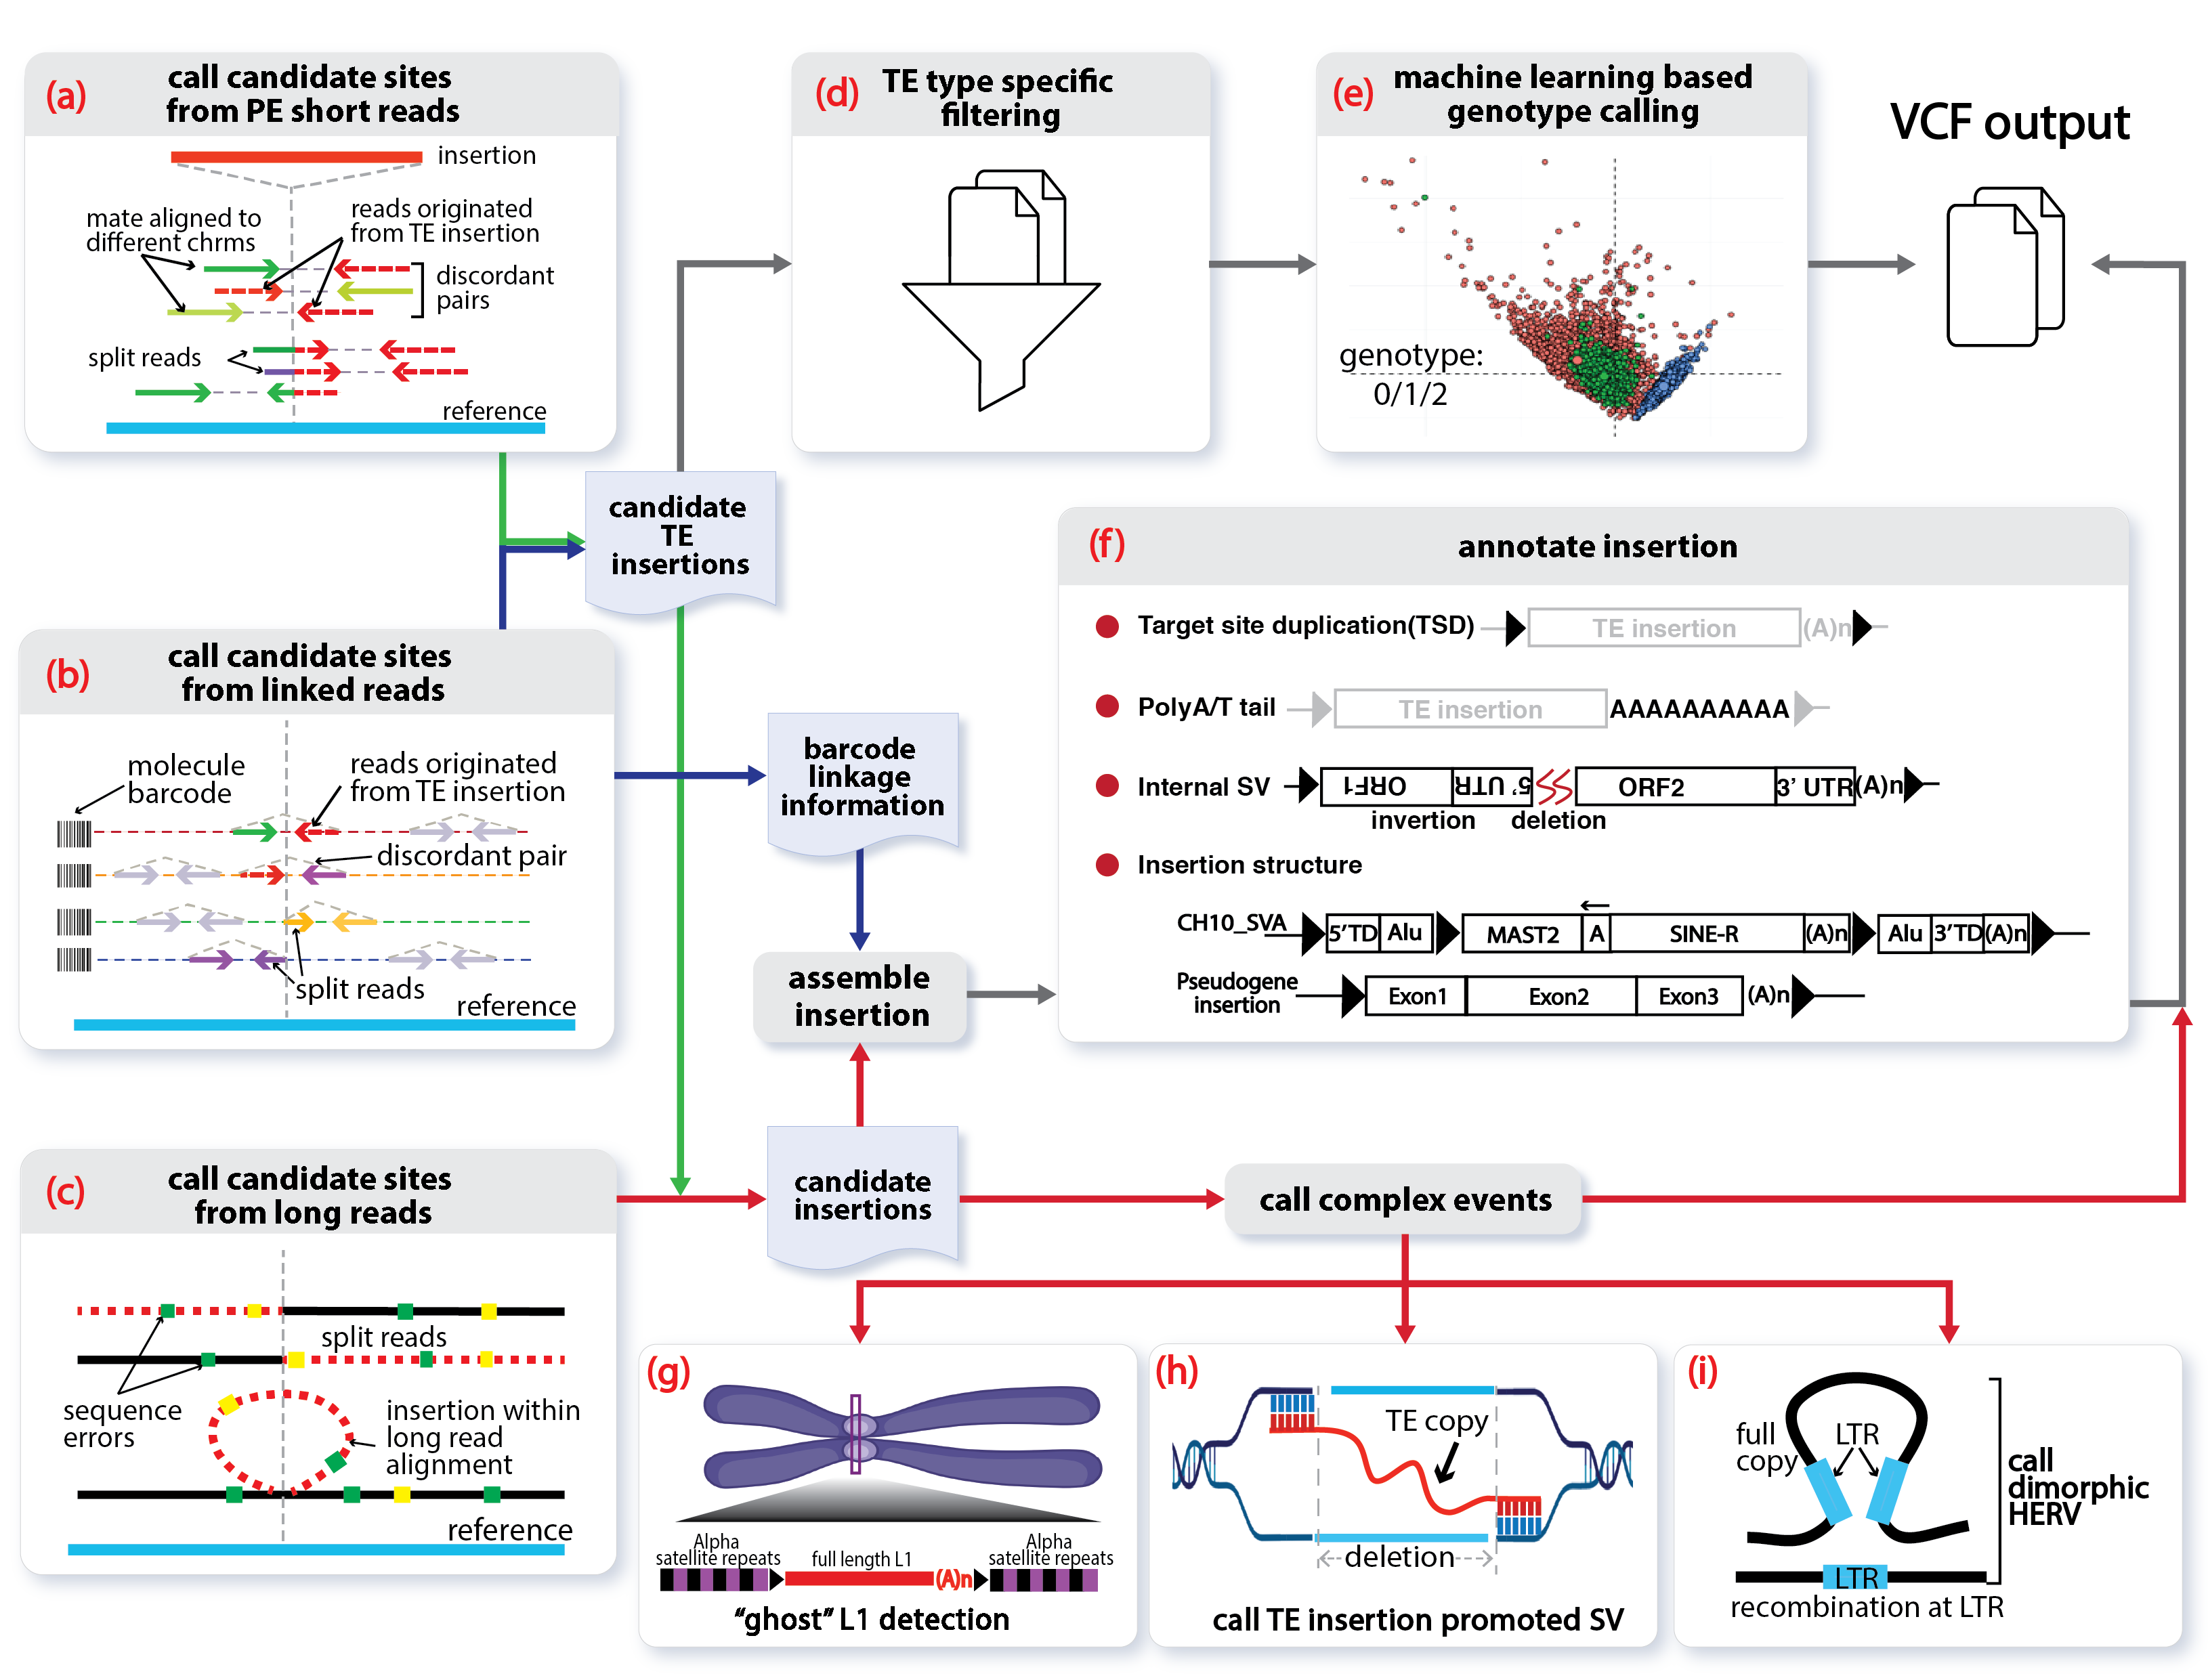 (a)
call candidate sites
from PE short reads
insertion
mate aligned to
different chrms
reads originated
from TE insertion
discordant
pairs
split reads
reference
(d)
TE type specific
filtering
(e)
machine learning based
genotype calling
genotype:
0/1/2
VCF output
candidate
TE
insertions
(b)
call candidate sites
from linked reads
molecule
barcode
reads originated
from TE insertion
discordant pair
split reads
reference
barcode
linkage
information
assemble
insertion
(f)
annotate insertion
Target site duplication(TSD)
TE insertion
(A)n
PolyA/T tail
TE insertion
AAAAAAAAAA
Internal SV
ORF1
5' UTR
ORF2
3' UTR
(A)n
invertion
deletion
Insertion structure
CH10_SVA
5'TD
Alu
MAST2
A
SINE-R
(A)n
Alu
3'TD
(A)n
Pseudogene
insertion
Exon1
Exon2
Exon3
(A)n
(c)
call candidate sites
from long reads
split reads
sequence
errors
insertion within
long read
alignment
reference
candidate
insertions
call complex events
(g)
Alpha
satellite repeats
full length L1
(A)n
Alpha
satellite repeats
“ghost” L1 detection
(h)
TE copy
deletion
call TE insertion promoted SV
(i)
full
copy
LTR
call
dimorphic
HERV
LTR
recombination at LTR